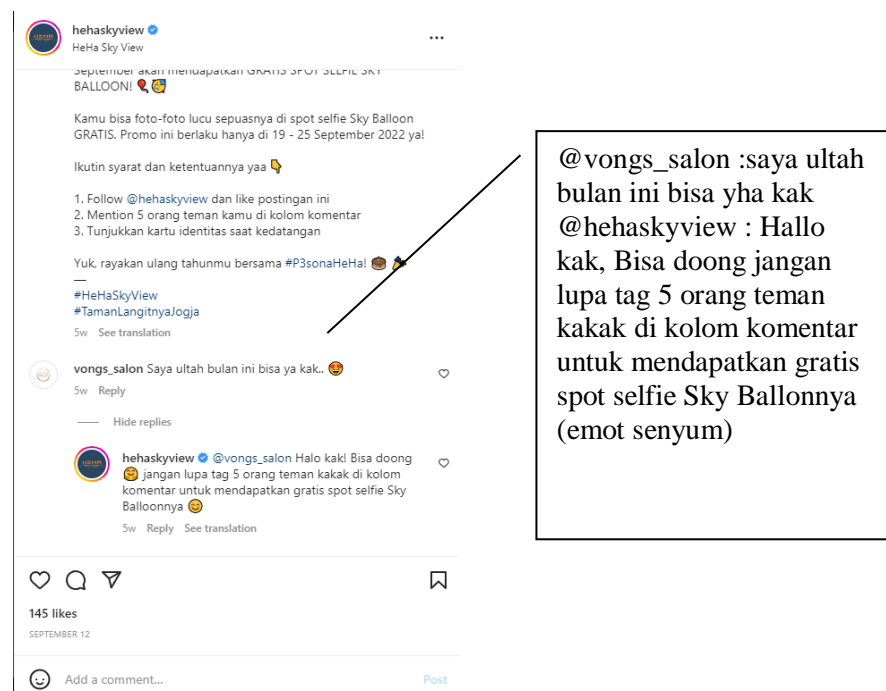 hehaskyview
HeHa Sky View
September akan mendapatkan GRATIS SPOT SELFIE SKY
BALLOON! 🎈🥳
Kamu bisa foto-foto lucu sepuasnya di spot selfie Sky Balloon
GRATIS. Promo ini berlaku hanya di 19 - 25 September 2022 ya!
Ikutin syarat dan ketentuannya yaa 👇
1. Follow @hehaskyview dan like postingan ini
2. Mention 5 orang teman kamu di kolom komentar
3. Tunjukkan kartu identitas saat kedatangan
Yuk, rayakan ulang tahunmu bersama #P3sonaHeHa! 🎂 🎉
—
#HeHaSkyView
#TamanLangitnyaJogja
5w See translation
vongs_salon Saya ultah bulan ini bisa ya kak.. 😍
5w Reply
Hide replies
hehaskyview @vongs_salon Halo kak! Bisa doong
🤗 jangan lupa tag 5 orang teman kakak di kolom
komentar untuk mendapatkan gratis spot selfie Sky
Balloonnya 😊
5w Reply See translation
145 likes
SEPTEMBER 12
Add a comment... Post
@vongs_salon :saya ultah
bulan ini bisa yha kak
@hehaskyview : Hallo
kak, Bisa doong jangan
lupa tag 5 orang teman
kakak di kolom komentar
untuk mendapatkan gratis
spot selfie Sky Ballonnya
(emot senyum)